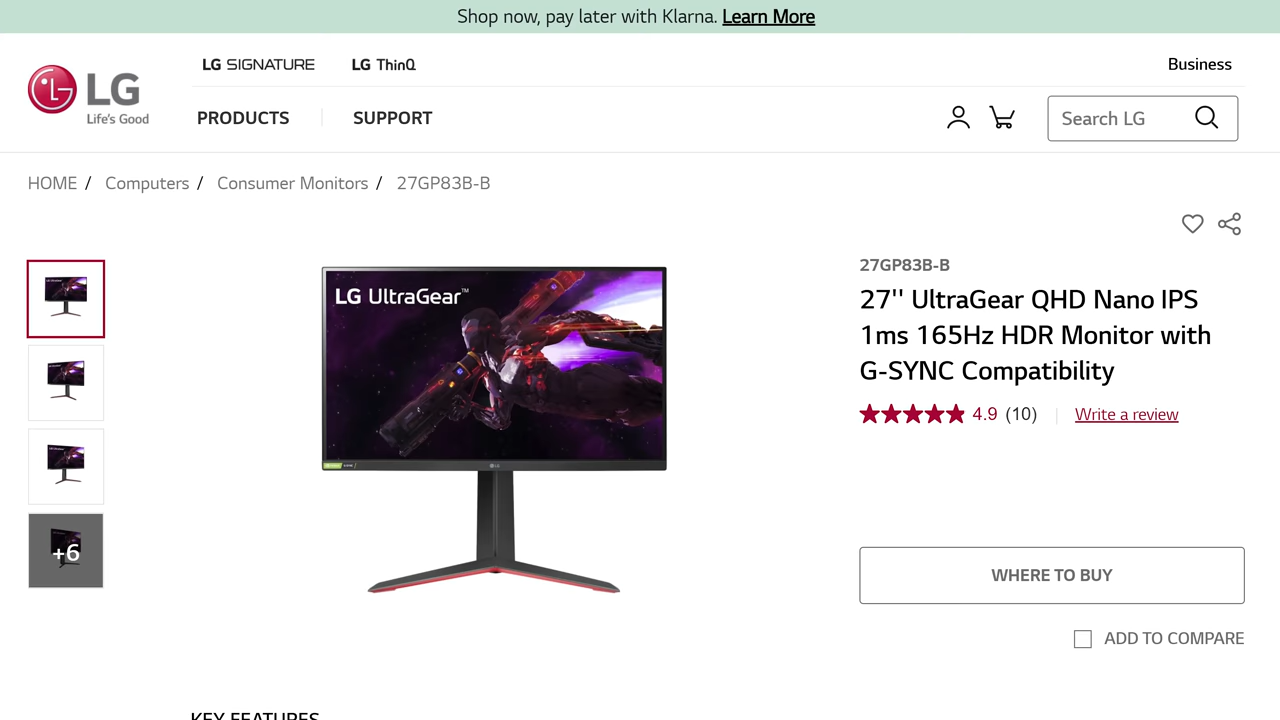 Shop now, pay later with Klarna. Learn More
LG SIGNATURE
LG ThinQ
Business
LG
Life's Good
PRODUCTS
SUPPORT
Search LG
HOME / Computers / Consumer Monitors / 27GP83B-B
LG UltraGear™
+6
27GP83B-B
27'' UltraGear QHD Nano IPS
1ms 165Hz HDR Monitor with
G-SYNC Compatibility
4.9 (10)
Write a review
WHERE TO BUY
ADD TO COMPARE
KEY FEATURES